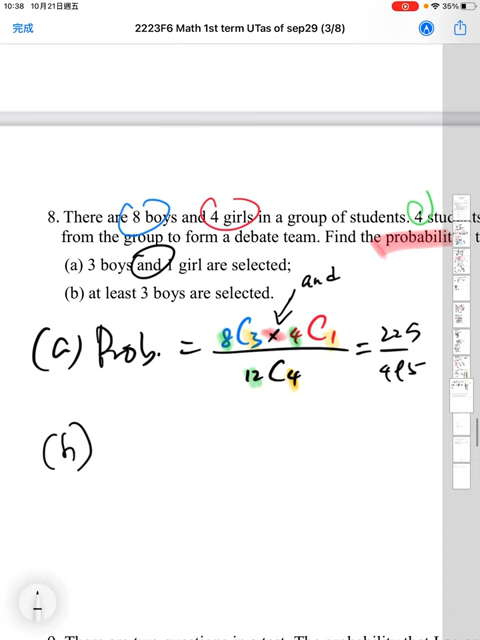 10:38 10月21日週五
35%
完成
2223F6 Math 1st term UTas of sep29 (3/8)
8. There are 8 boys and 4 girls in a group of students. 4
from the group to form a debate team. Find the
(a) 3 boys and 1 girl are selected;
(b) at least 3 boys are selected.
and
(a) Prob. = 8C3 × 4C1 / 12C4 = 225 / 495
(b)